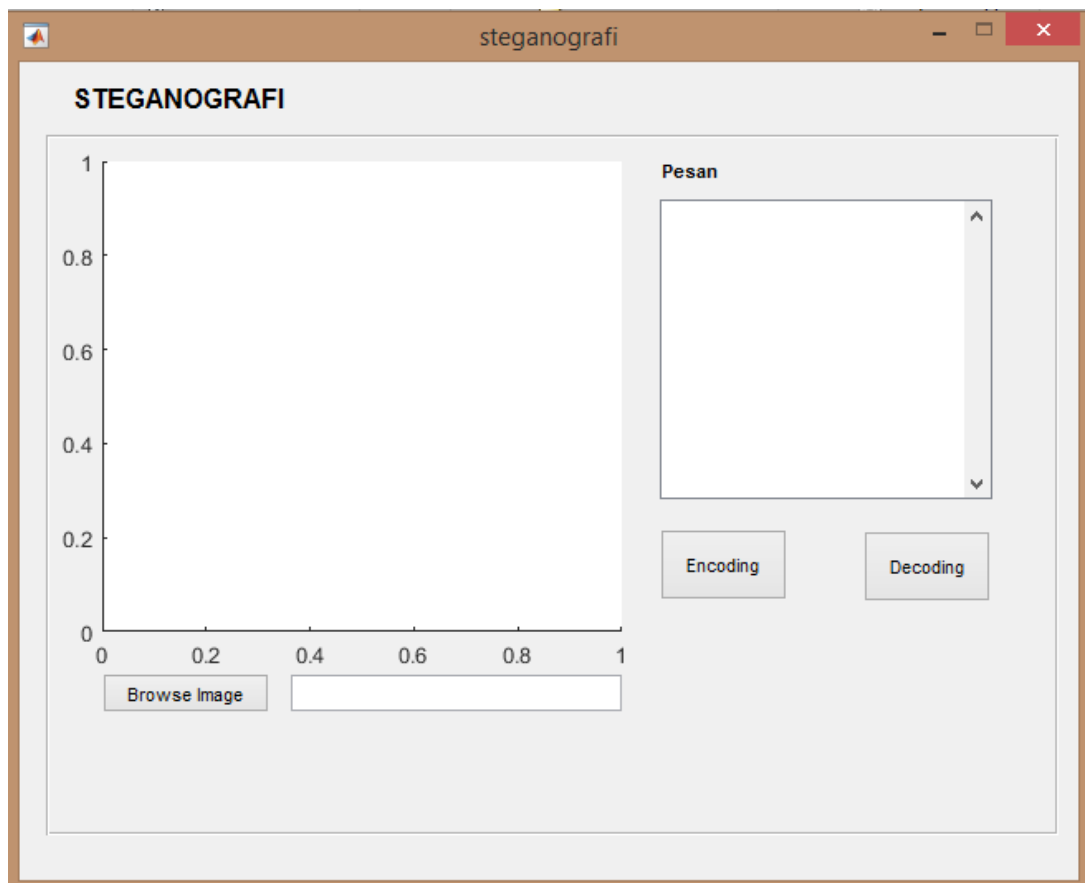 steganografi
STEGANOGRAFI
1
0.8
0.6
0.4
0.2
0
0 0.2 0.4 0.6 0.8 1
Browse Image
Pesan
Encoding Decoding